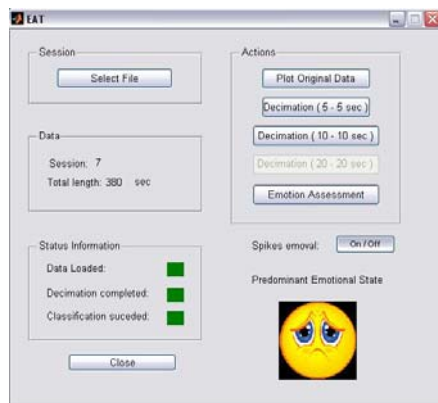 EAT
Session
Select File
Data
Session: 7
Total length: 380 sec
Status Information
Data Loaded:
Decimation completed:
Classification suceded:
Close
Actions
Plot Original Data
Decimation ( 5 - 5 sec )
Decimation ( 10 - 10 sec )
Decimation ( 20 - 20 sec )
Emotion Assessment
Spikes emoval:
On / Off
Predominant Emotional State